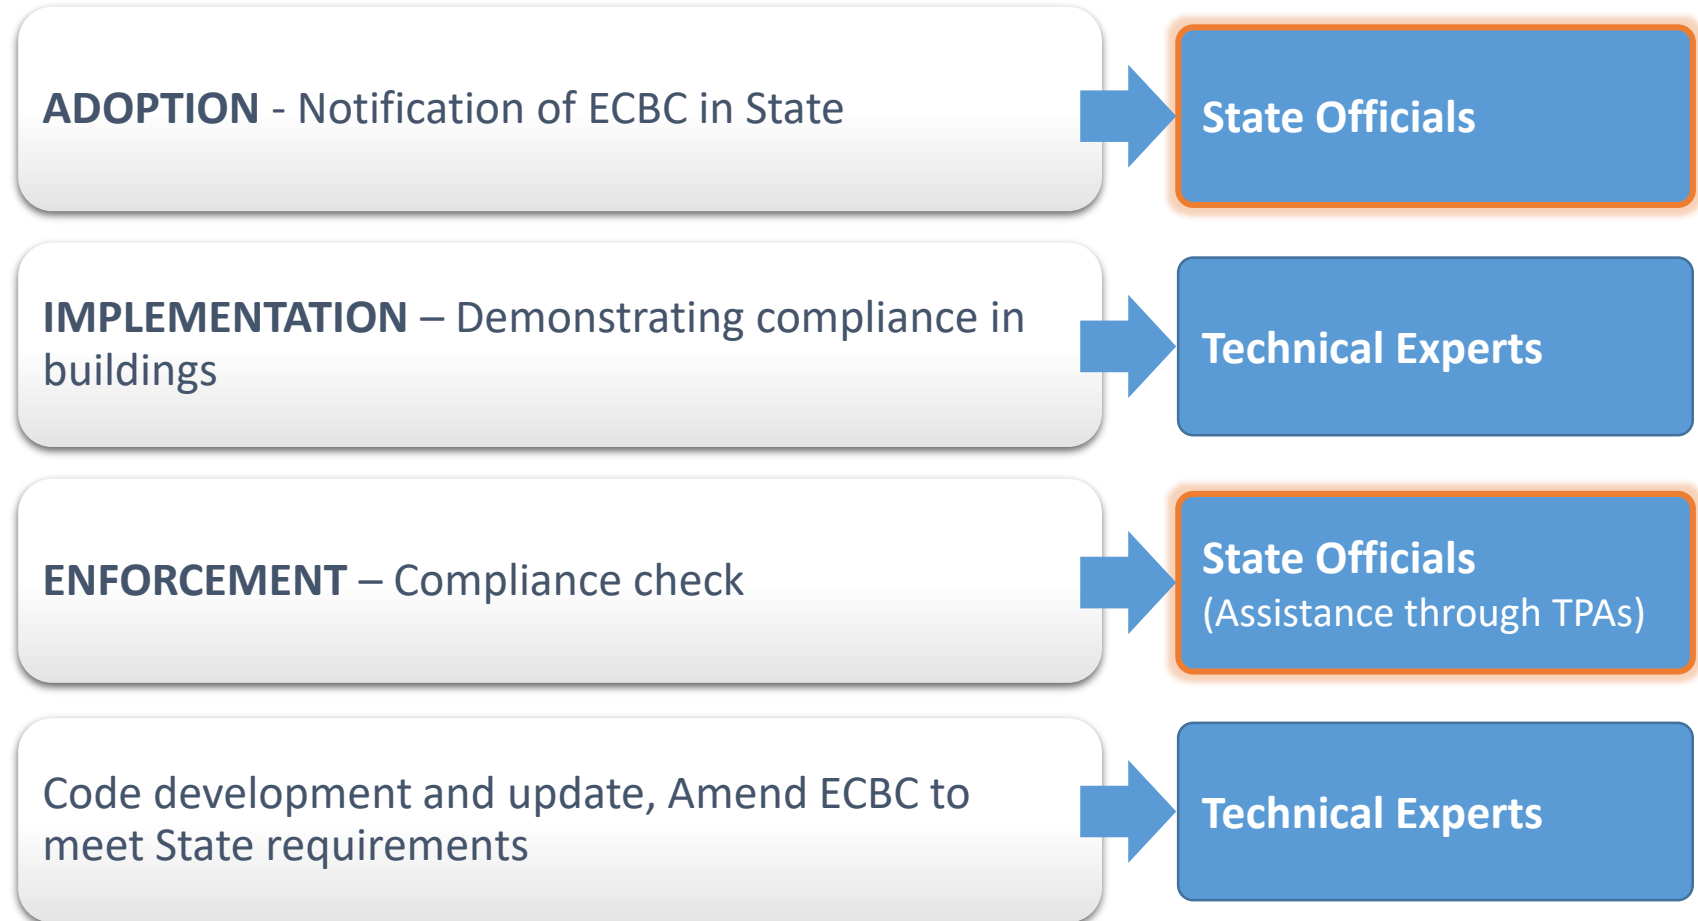 ADOPTION - Notification of ECBC in State
State Officials
IMPLEMENTATION – Demonstrating compliance in
buildings
Technical Experts
ENFORCEMENT – Compliance check
State Officials
(Assistance through TPAs)
Code development and update, Amend ECBC to
meet State requirements
Technical Experts